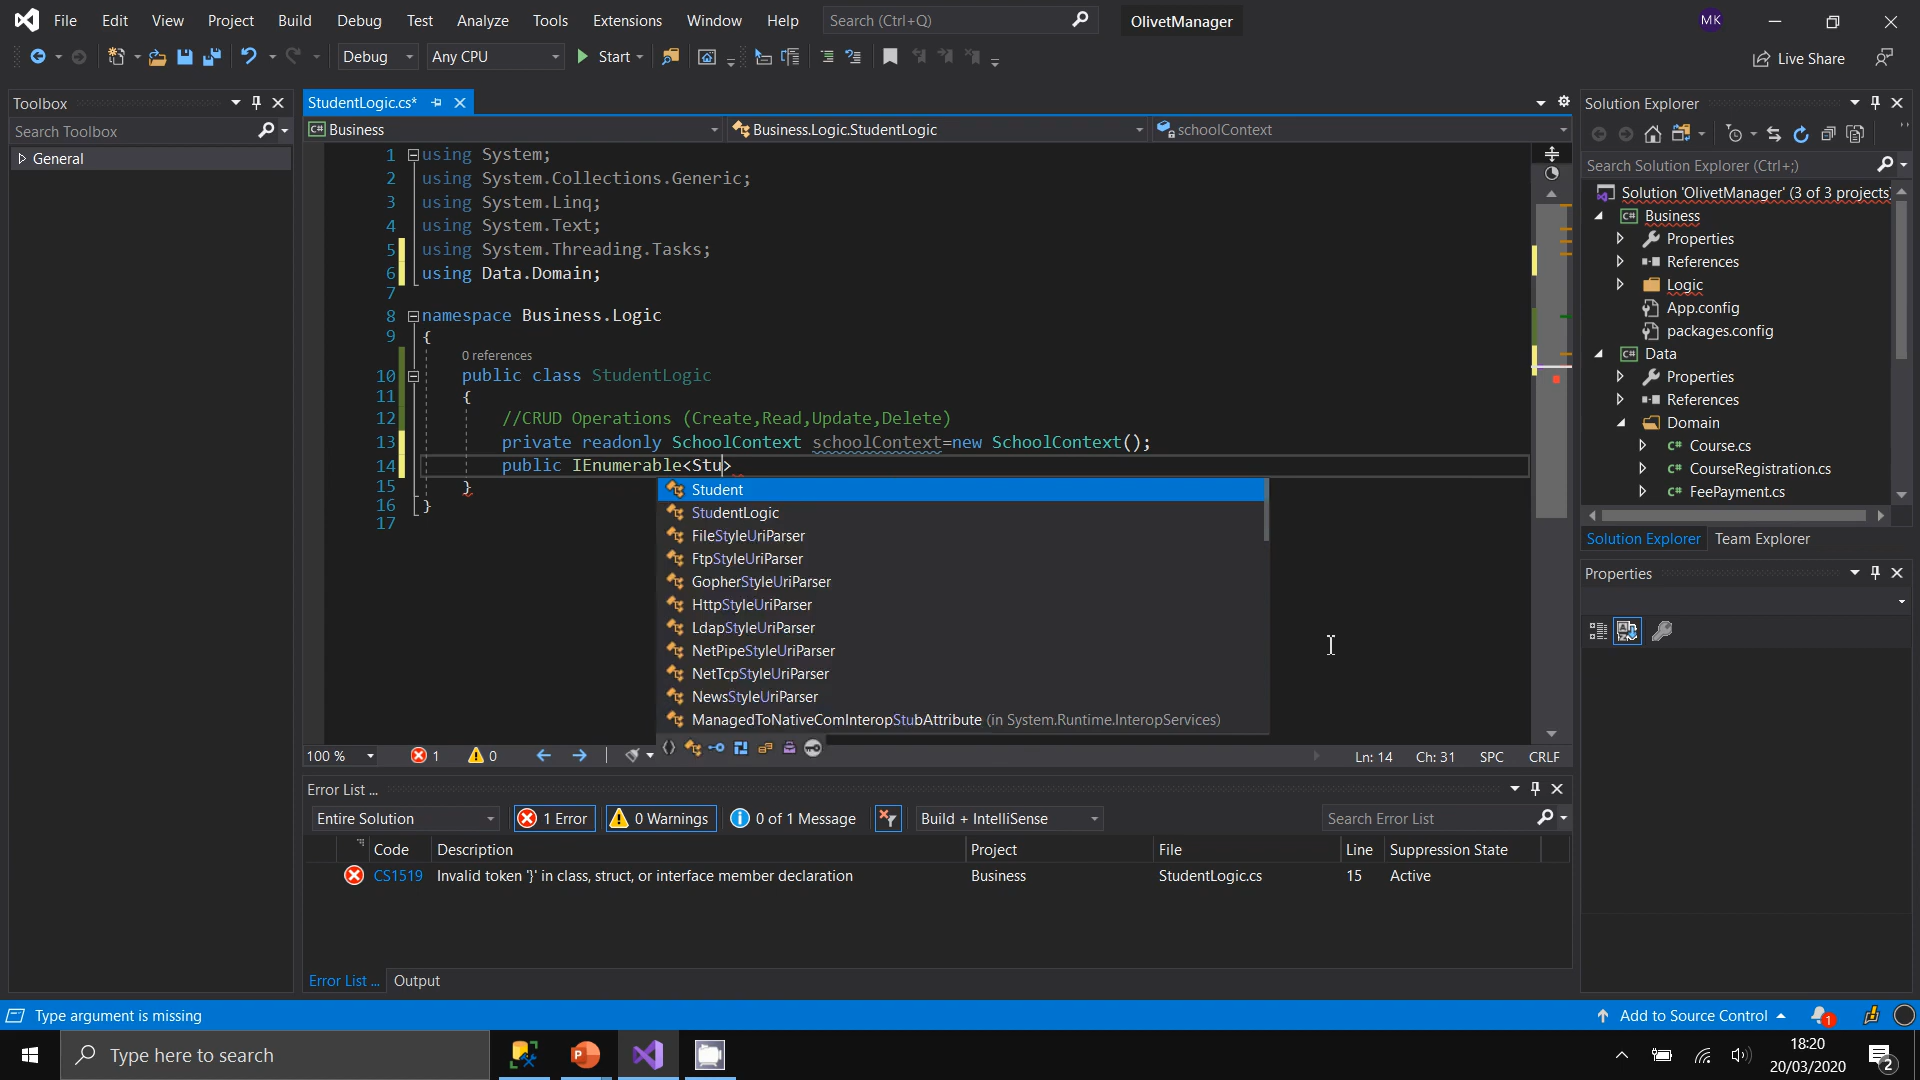 File Edit View Project Build Debug Test Analyze Tools Extensions Window Help Search (Ctrl+Q) OlivetManager MK
Debug Any CPU Start Live Share
Toolbox
Search Toolbox
General
StudentLogic.cs*
Business Business.Logic.StudentLogic schoolContext
1 using System;
2 using System.Collections.Generic;
3 using System.Linq;
4 using System.Text;
5 using System.Threading.Tasks;
6 using Data.Domain;
7
8 namespace Business.Logic
9 {
0 references
10 public class StudentLogic
11 {
12 //CRUD Operations (Create,Read,Update,Delete)
13 private readonly SchoolContext schoolContext=new SchoolContext();
14 public IEnumerable<Stu>
15 }
16 }
17
Student
StudentLogic
FileStyleUriParser
FtpStyleUriParser
GopherStyleUriParser
HttpStyleUriParser
LdapStyleUriParser
NetPipeStyleUriParser
NetTcpStyleUriParser
NewsStyleUriParser
ManagedToNativeComInteropStubAttribute (in System.Runtime.InteropServices)
100 % 1 0 Ln: 14 Ch: 31 SPC CRLF
Error List ...
Entire Solution 1 Error 0 Warnings 0 of 1 Message Build + IntelliSense Search Error List
Code Description Project File Line Suppression State
CS1519 Invalid token '}' in class, struct, or interface member declaration Business StudentLogic.cs 15 Active
Error List ... Output
Solution Explorer
Search Solution Explorer (Ctrl+;)
Solution 'OlivetManager' (3 of 3 projects)
Business
Properties
References
Logic
App.config
packages.config
Data
Properties
References
Domain
Course.cs
CourseRegistration.cs
FeePayment.cs
Solution Explorer Team Explorer
Properties
Type argument is missing Add to Source Control 1
Type here to search
18:20
20/03/2020
2